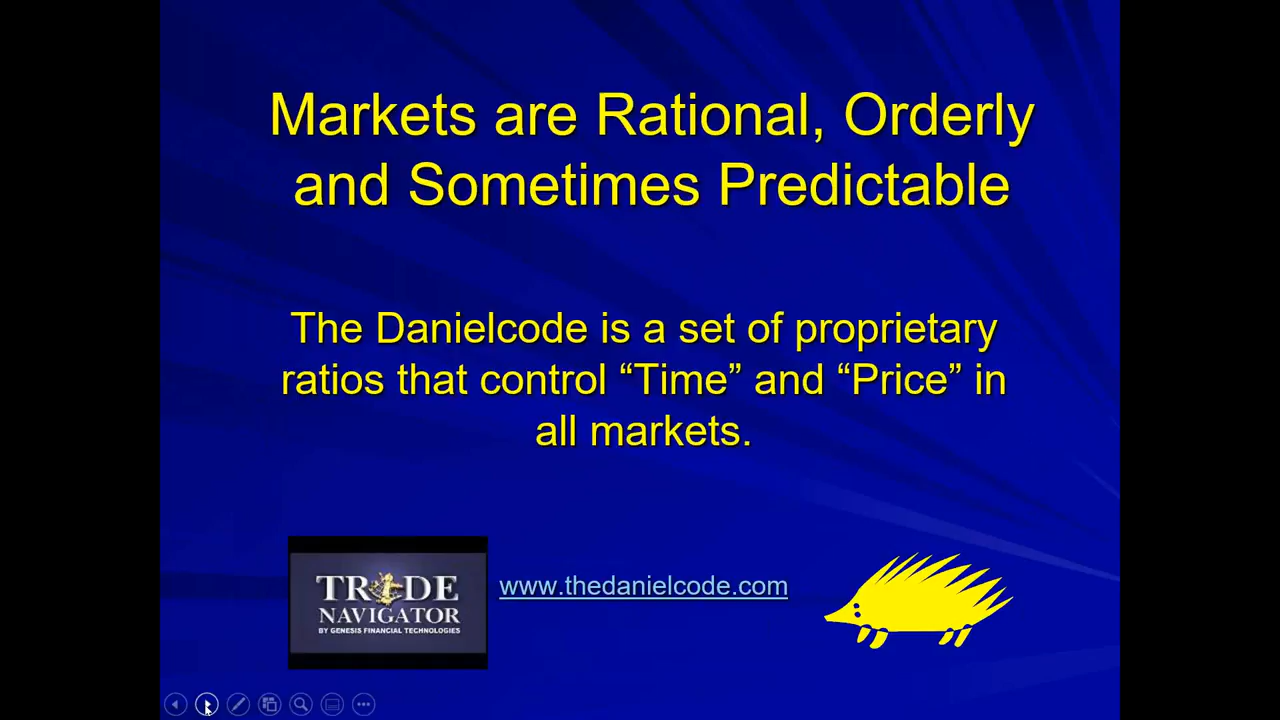 Markets are Rational, Orderly
and Sometimes Predictable
The Danielcode is a set of proprietary
ratios that control “Time” and “Price” in
all markets.
TRADE
NAVIGATOR
BY GENESIS FINANCIAL TECHNOLOGIES
www.thedanielcode.com